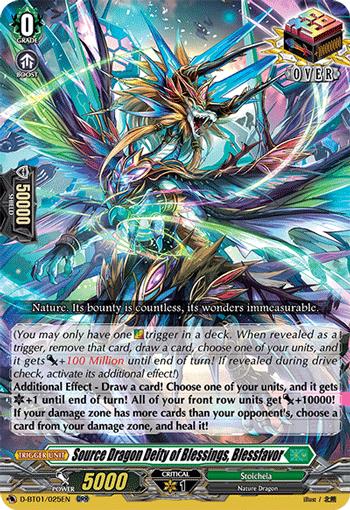 0
GRADE
BOOST
OVER
50000
SHIELD
Nature. Its bounty is countless, its wonders immeasurable.
(You may only have one trigger in a deck. When revealed as a
trigger, remove that card, draw a card, choose one of your units, and
it gets +100 Million until end of turn! If revealed during drive
check, activate its additional effect!)
Additional Effect - Draw a card! Choose one of your units, and it gets
+1 until end of turn! All of your front row units get +10000!
If your damage zone has more cards than your opponent's, choose a
card from your damage zone, and heal it!
TRIGGER UNIT
Source Dragon Deity of Blessings, Blessfavor
POWER
5000
CRITICAL
1
Stoicheia
Nature Dragon
D-BT01/025EN
illust / 北熊